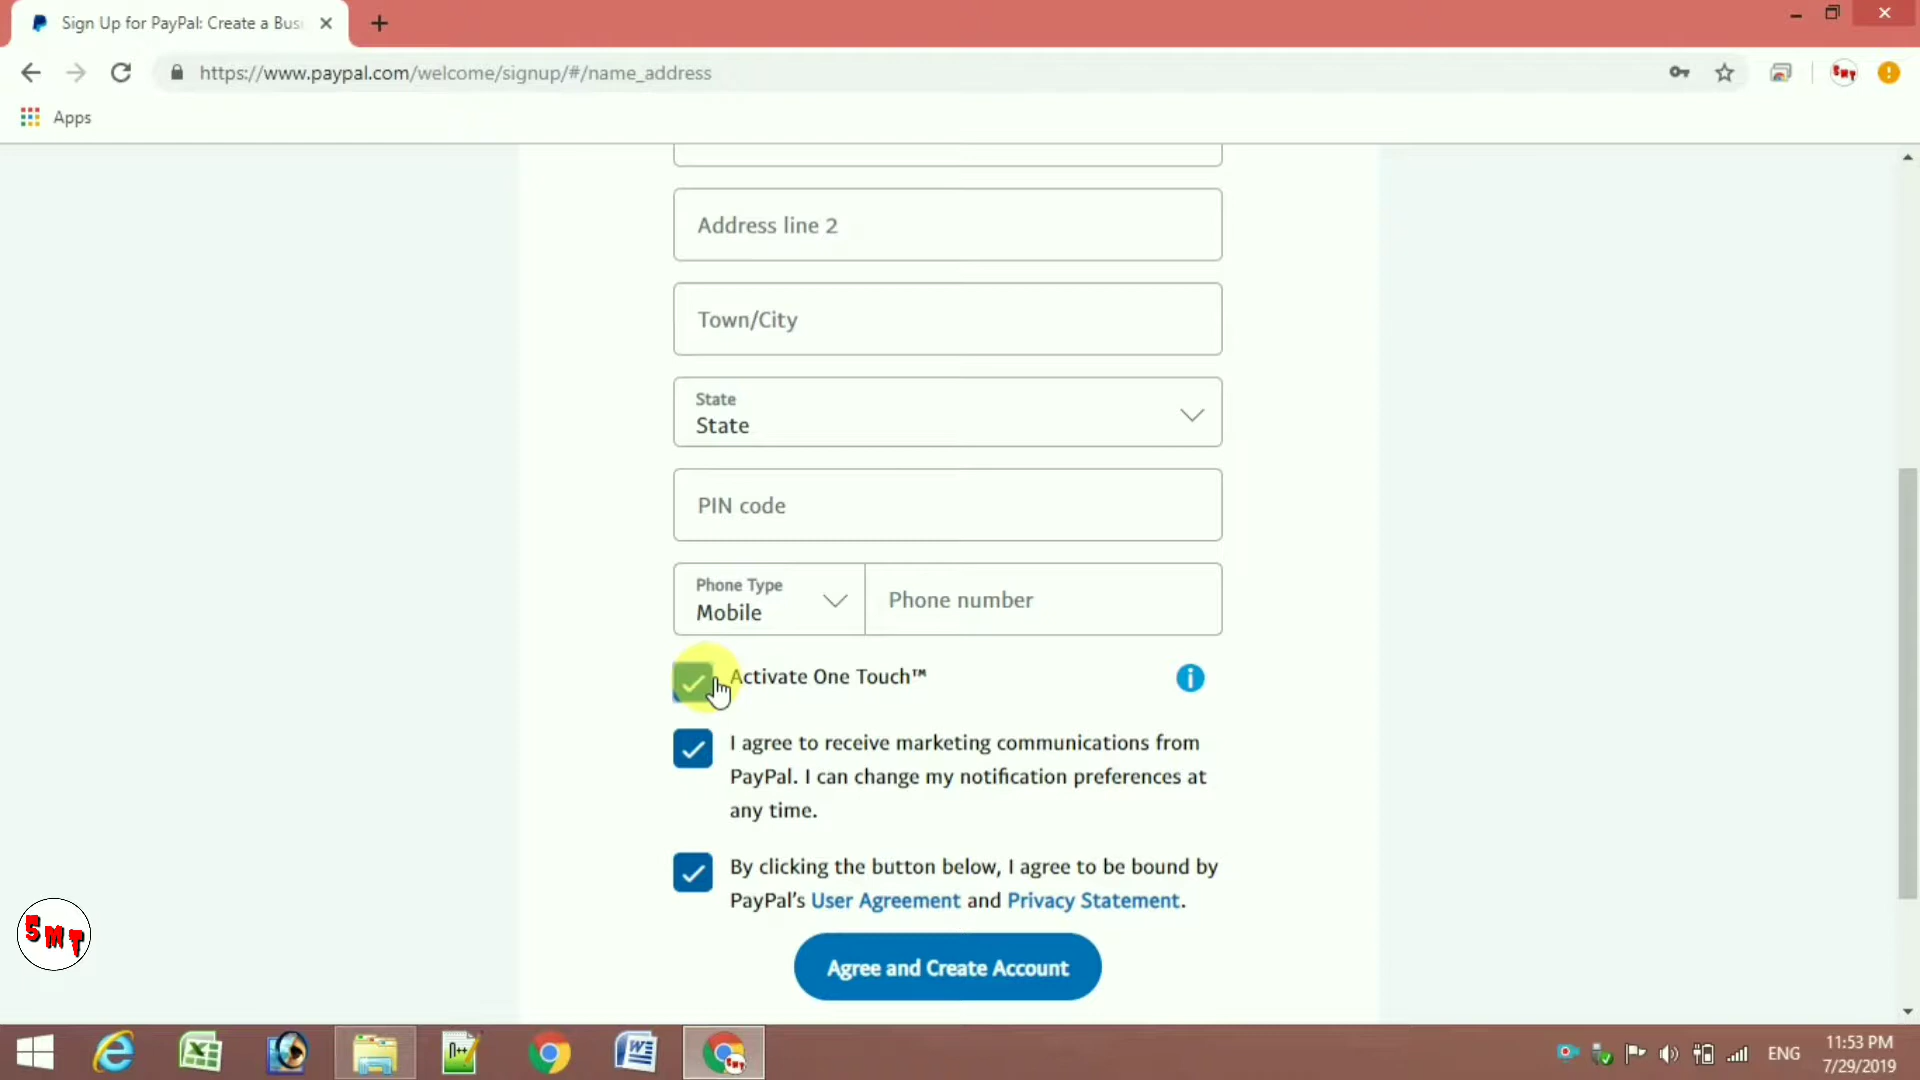 Sign Up for PayPal: Create a Bus
https://www.paypal.com/welcome/signup/#/name_address
SMT
Apps
Address line 2
Town/City
State
State
PIN code
Phone Type
Mobile
Phone number
Activate One Touch™
I agree to receive marketing communications from
PayPal. I can change my notification preferences at
any time.
By clicking the button below, I agree to be bound by
PayPal's User Agreement and Privacy Statement.
Agree and Create Account
5MT
ENG
11:53 PM
7/29/2019